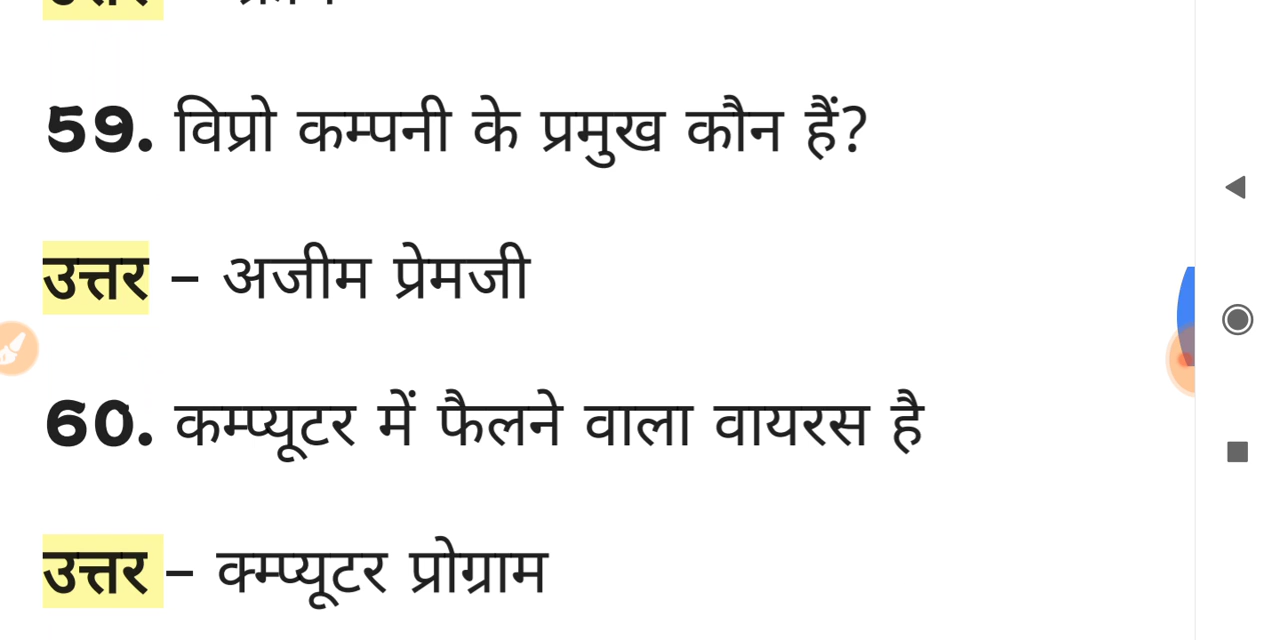 59. विप्रो कम्पनी के प्रमुख कौन हैं?
उत्तर – अजीम प्रेमजी
60. कम्प्यूटर में फैलने वाला वायरस है
उत्तर – क्म्प्यूटर प्रोग्राम